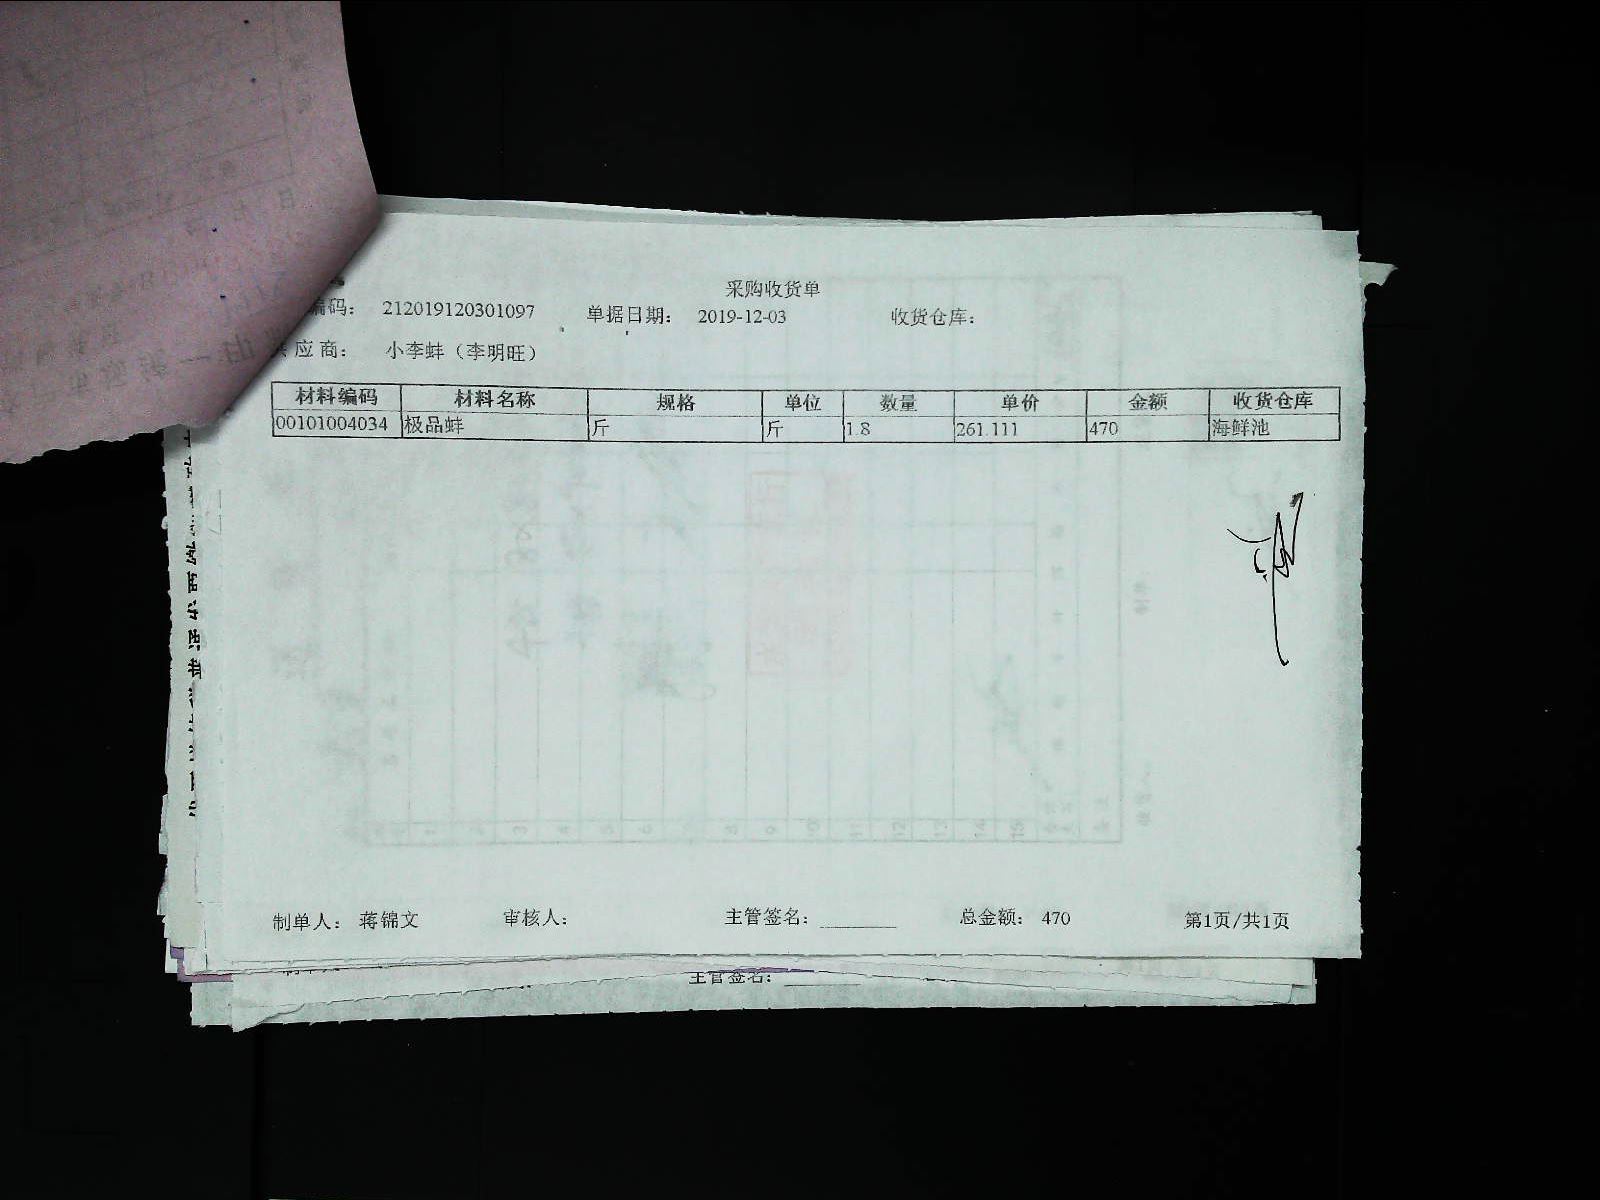 采购收货单
编码： 212019120301097 单据日期： 2019-12-03 收货仓库：
应商： 小李蚌（李明旺）
材料编码 材料名称 规格 单位 数量 单价 金额 收货仓库
00101004034 极品蚌 斤 斤 1.8 261.111 470 海鲜池
制单人： 蒋锦文 审核人： 主管签名： 总金额： 470 第1页/共1页
主管签名：